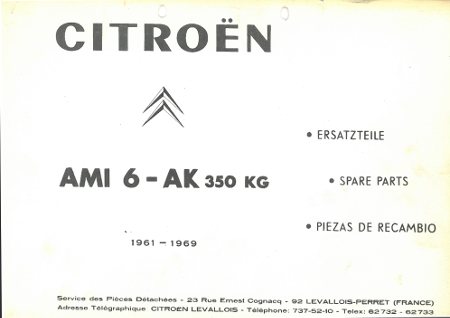 CITROËN
• ERSATZTEILE
AMI 6 – AK 350 KG
• SPARE PARTS
• PIEZAS DE RECAMBIO
1961 – 1969
Service des Pièces Détachées - 23 Rue Ernest Cognacq - 92 LEVALLOIS-PERRET (FRANCE)
Adresse Télégraphique CITROEN LEVALLOIS - Téléphone: 737-52-10 - Telex: 62732 - 62733